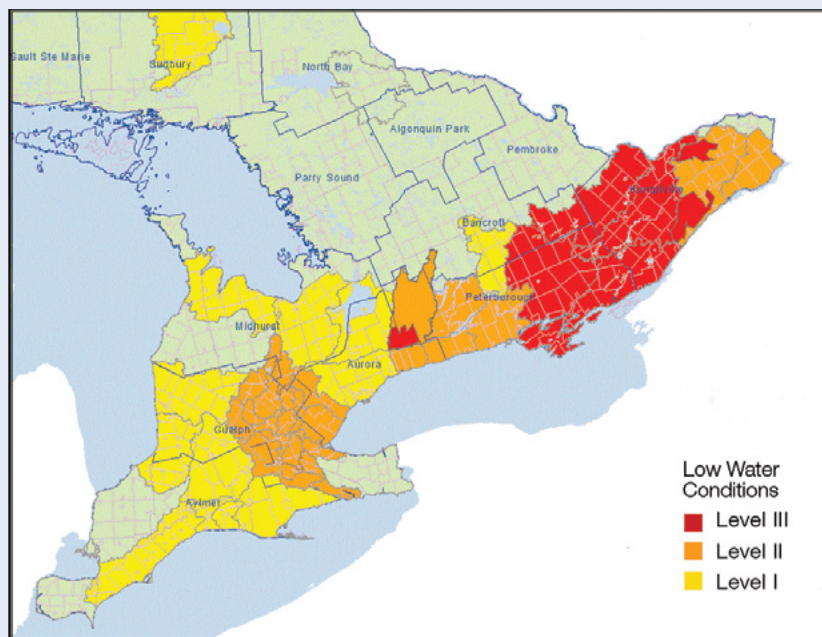 Sault Ste Marie
Sudbury
North Bay
Algonquin Park
Pembroke
Parry Sound
Kemptville
Bancroft
Peterborough
Midhurst
Aurora
Guelph
Aylmer
Low Water
Conditions
Level III
Level II
Level I